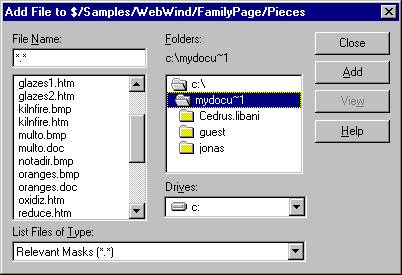 Add File to $/Samples/WebWind/FamilyPage/Pieces
File Name:
*.*
glazes1.htm
glazes2.htm
kilnfire.bmp
kilnfire.htm
multo.bmp
multo.doc
notadir.bmp
oranges.bmp
oranges.doc
oxidiz.htm
reduce.htm
Folders:
c:\mydocu~1
c:\
mydocu~1
Cedrus.libani
guest
jonas
Drives:
c:
List Files of Type:
Relevant Masks (*.*)
Close
Add
View
Help